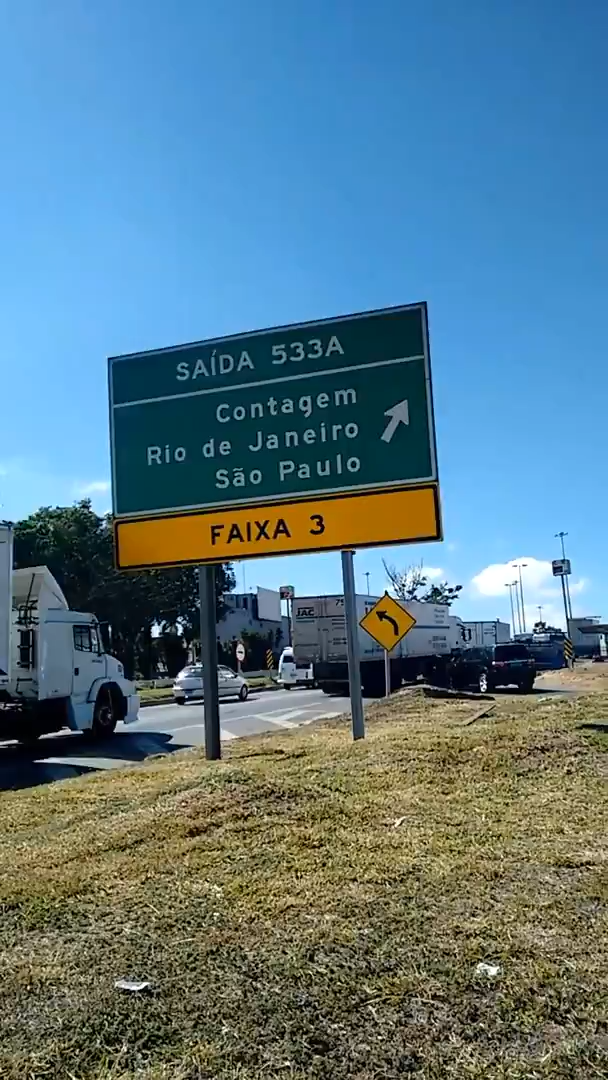 SAÍDA 533A
Contagem
Rio de Janeiro
São Paulo
FAIXA 3
JAC